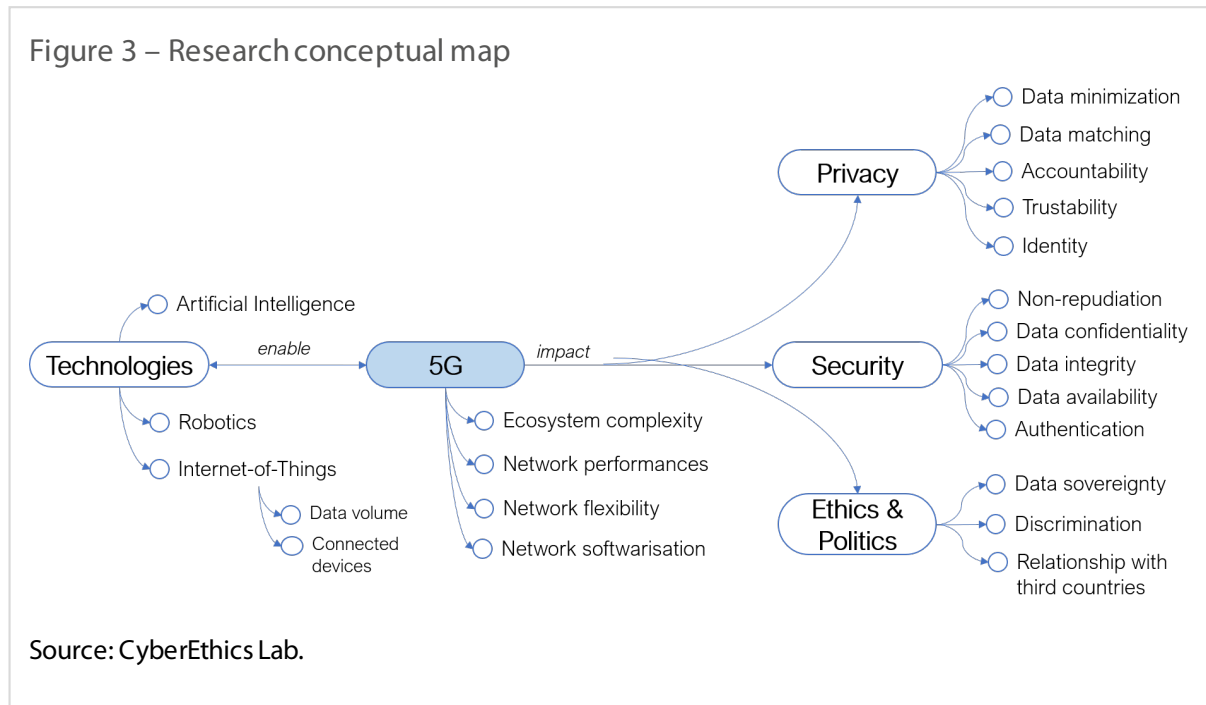 Figure 3 – Research conceptual map
Artificial Intelligence
Technologies
Robotics
Internet-of-Things
Data volume
Connected
devices
enable
5G
impact
Ecosystem complexity
Network performances
Network flexibility
Network softwarisation
Privacy
Data minimization
Data matching
Accountability
Trustability
Identity
Security
Non-repudiation
Data confidentiality
Data integrity
Data availability
Authentication
Ethics &
Politics
Data sovereignty
Discrimination
Relationship with
third countries
Source: CyberEthics Lab.